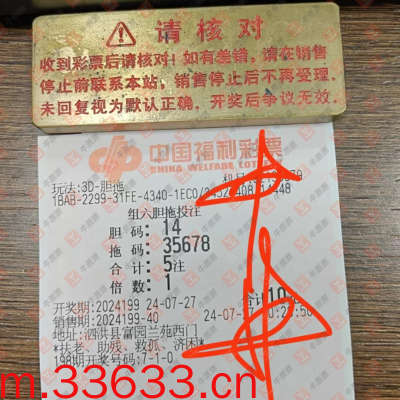 请核对
收到彩票后请核对!如有差错,请在销售
停止前联系本站,销售停止后不再受理.
未回复视为默认正确,开奖后争议无效.
中国福利彩票
CHINA WELFARE LOTTERY
玩法:3D-胆拖
1BAB-2299-31FE-4340-1EC0
组六胆拖投注
胆 码: 14
拖 码: 35678
合 计: 5注
倍 数: 1
开奖期:2024199 24-07-27 合计10
销售期:2024199-40 24-07-27
地址:泗洪县富园兰苑西门
*扶老、助残、救孤、济困*
198期开奖号码:7-1-0
m.33633.cn